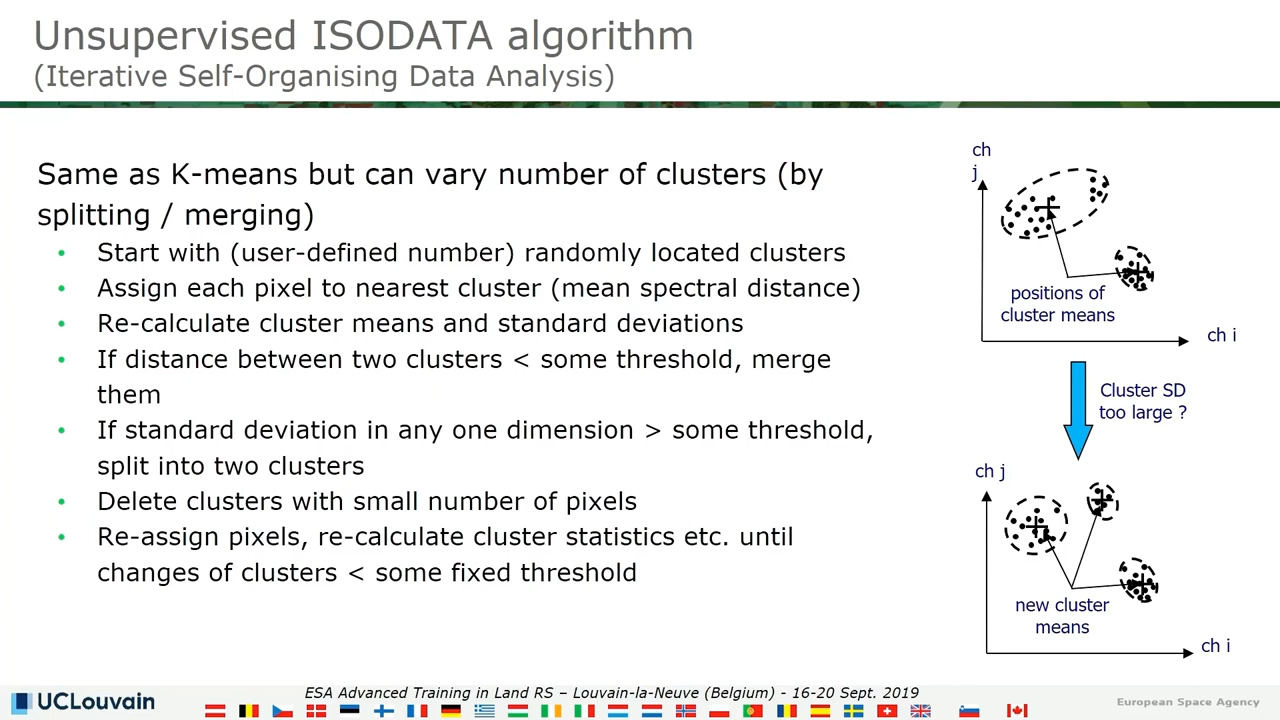 Unsupervised ISODATA algorithm
(Iterative Self-Organising Data Analysis)
Same as K-means but can vary number of clusters (by
splitting / merging)
• Start with (user-defined number) randomly located clusters
• Assign each pixel to nearest cluster (mean spectral distance)
• Re-calculate cluster means and standard deviations
• If distance between two clusters < some threshold, merge
them
• If standard deviation in any one dimension > some threshold,
split into two clusters
• Delete clusters with small number of pixels
• Re-assign pixels, re-calculate cluster statistics etc. until
changes of clusters < some fixed threshold
ch
j
positions of
cluster means
ch i
Cluster SD
too large ?
ch j
new cluster
means
ch i
UCLouvain
ESA Advanced Training in Land RS – Louvain-la-Neuve (Belgium) - 16-20 Sept. 2019
European Space Agency